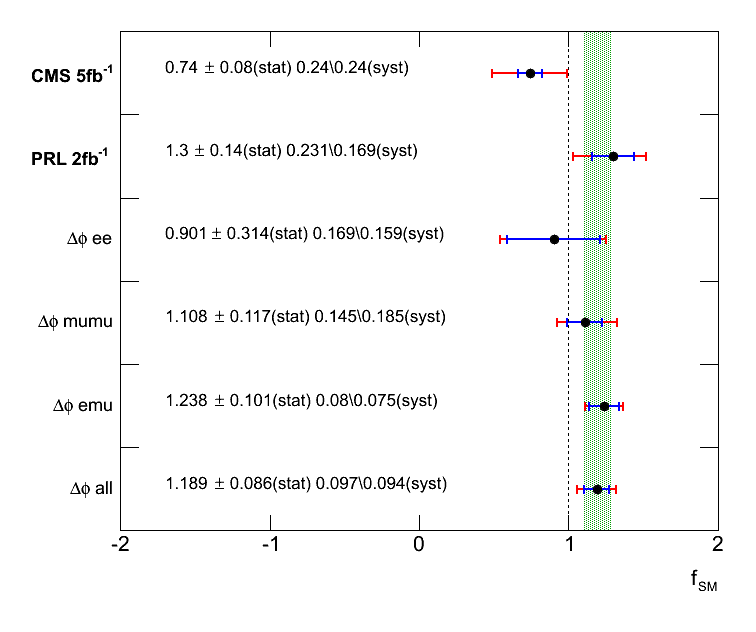 CMS 5fb⁻¹ 0.74 ± 0.08(stat) 0.24\0.24(syst)
PRL 2fb⁻¹ 1.3 ± 0.14(stat) 0.231\0.169(syst)
Δϕ ee 0.901 ± 0.314(stat) 0.169\0.159(syst)
Δϕ mumu 1.108 ± 0.117(stat) 0.145\0.185(syst)
Δϕ emu 1.238 ± 0.101(stat) 0.08\0.075(syst)
Δϕ all 1.189 ± 0.086(stat) 0.097\0.094(syst)
-2 -1 0 1 2
f_SM